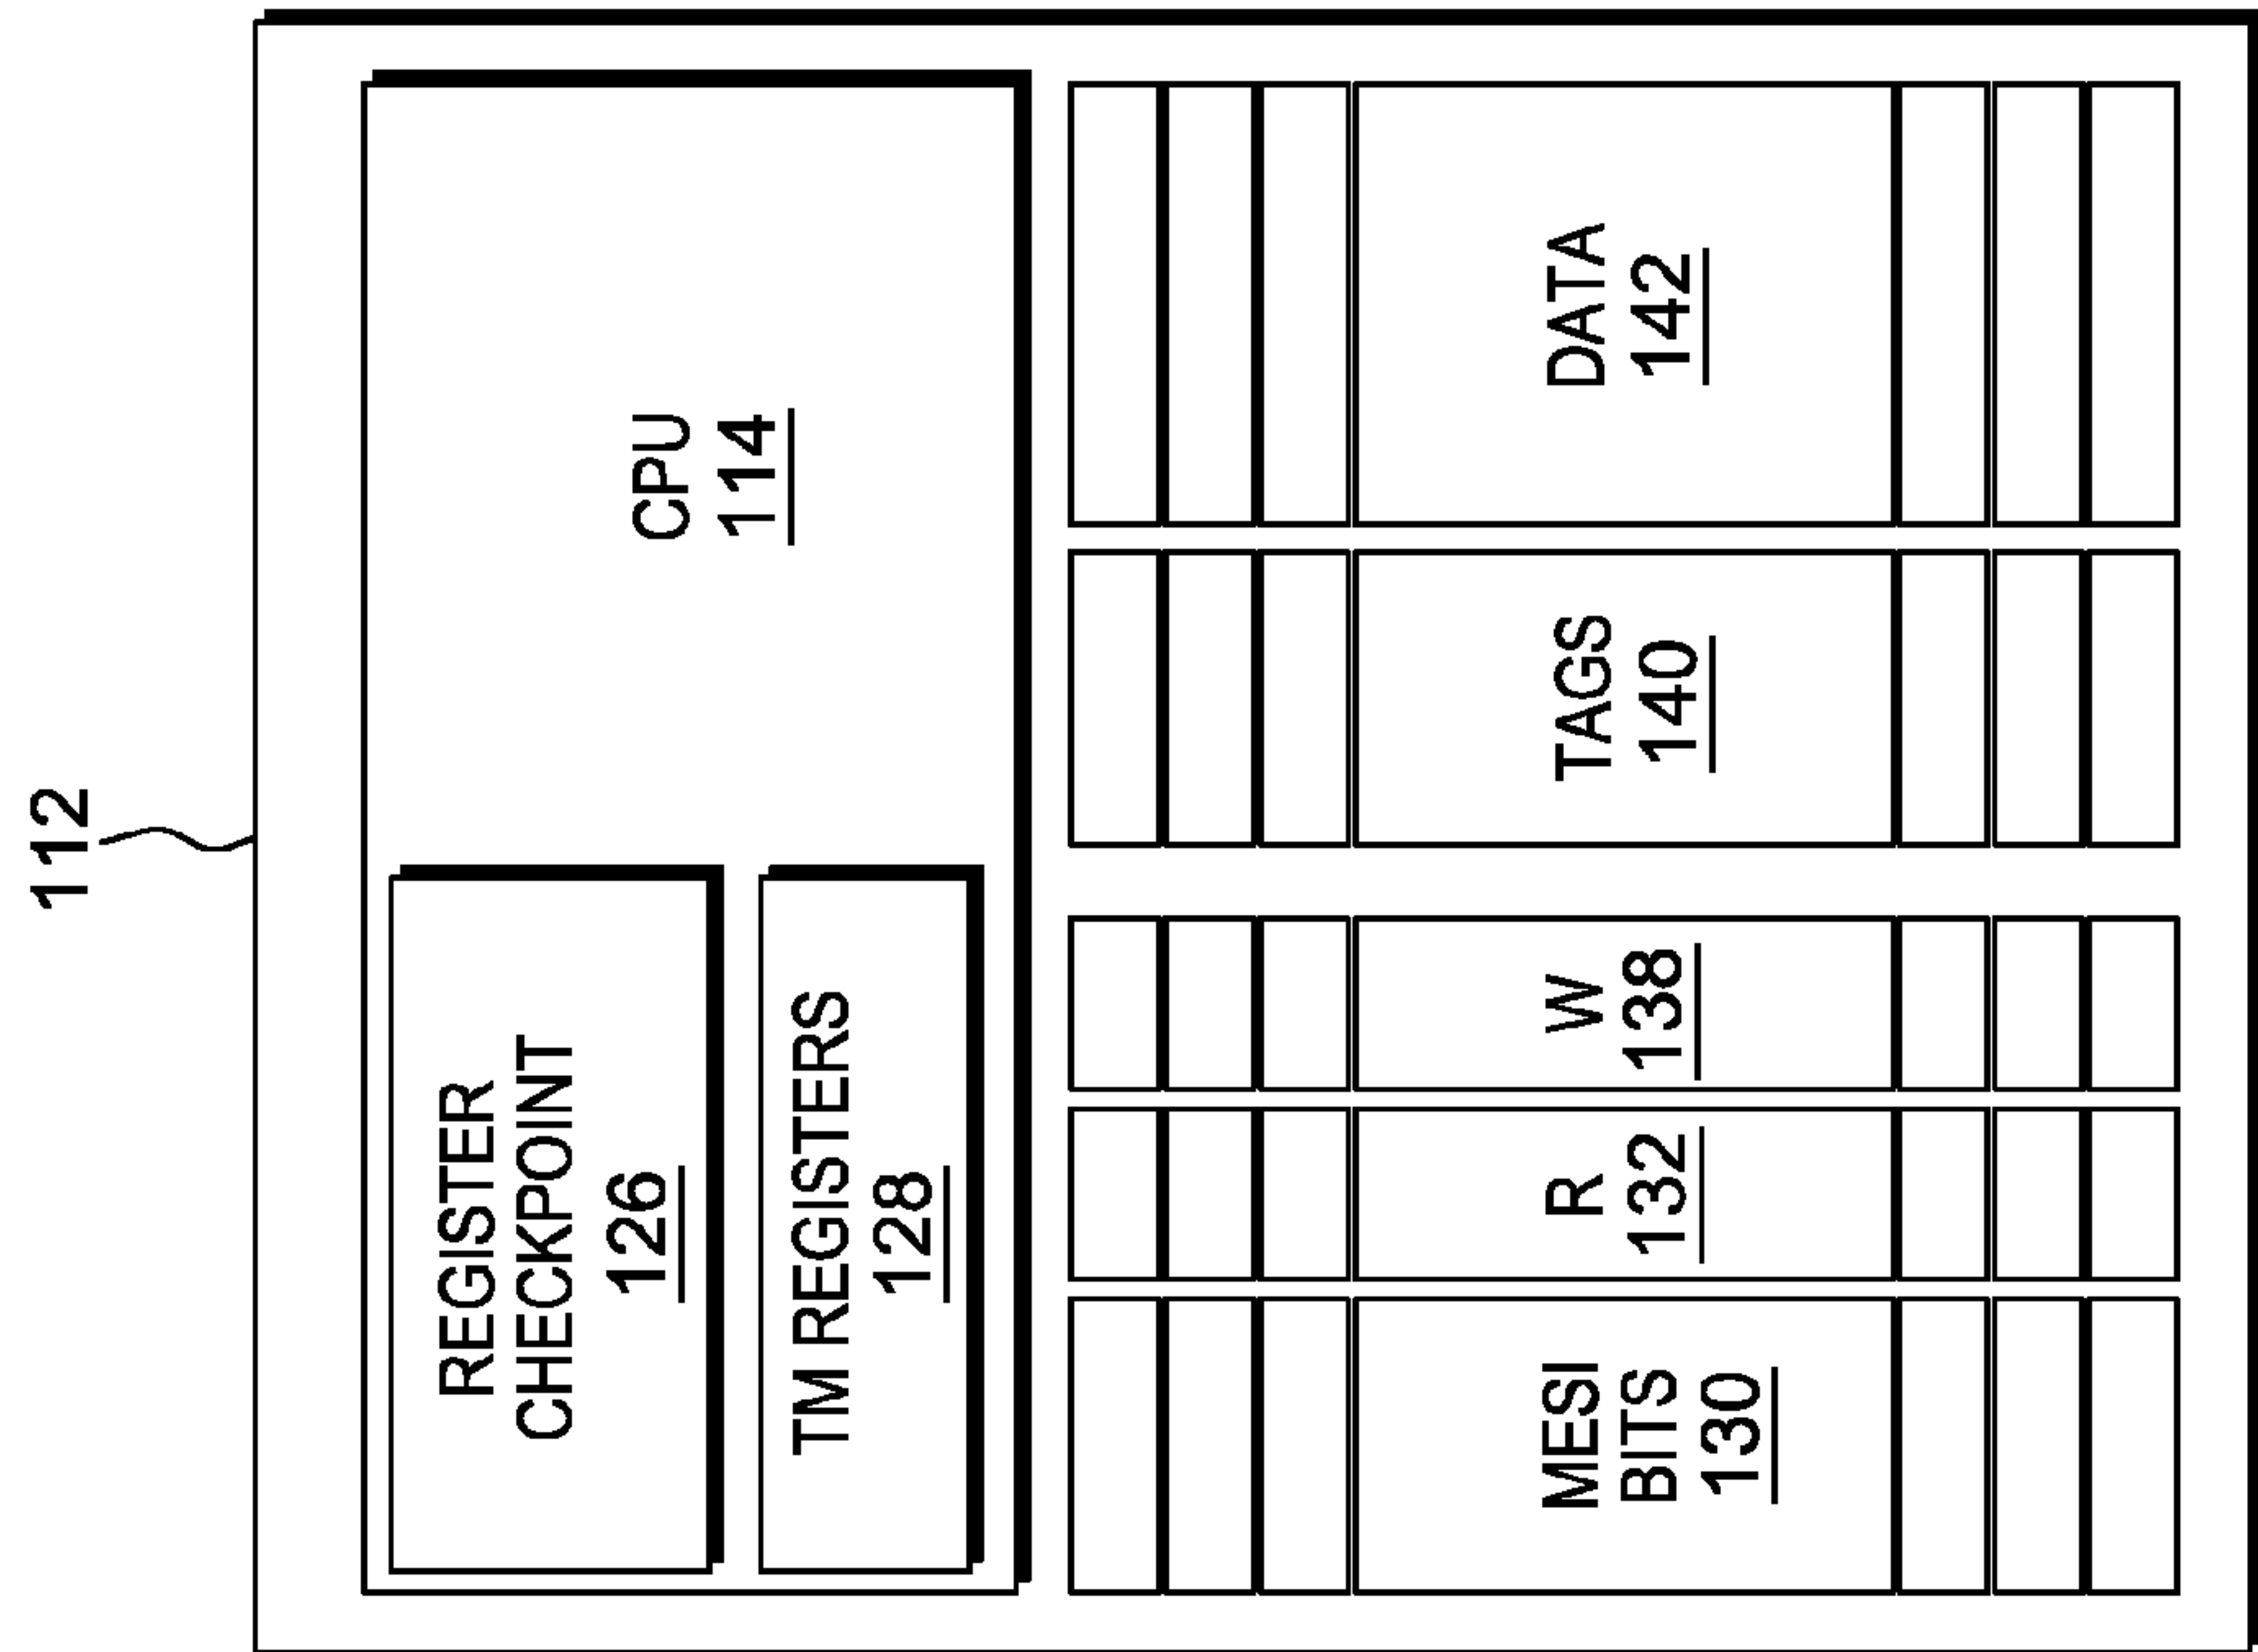 112
REGISTER
CHECKPOINT
126
TM REGISTERS
128
CPU
114
MESI
BITS
130
R
132
W
138
TAGS
140
DATA
142